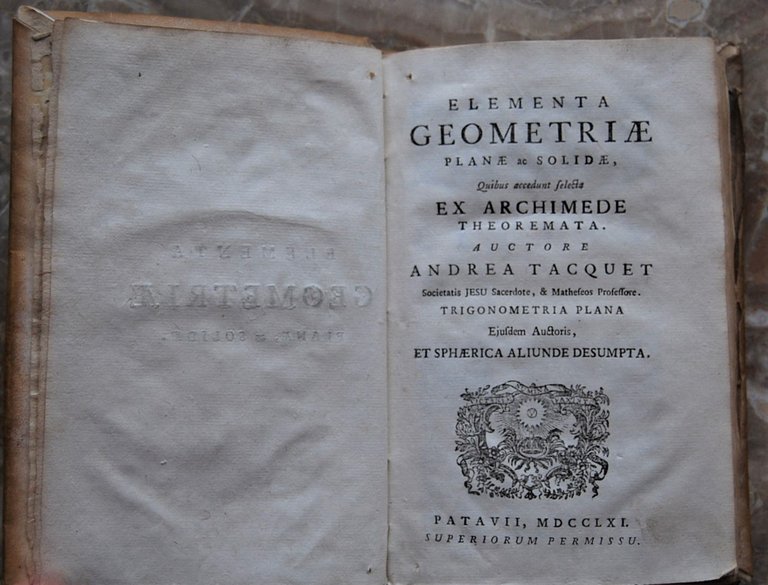 ELEMENTA
GEOMETRIÆ
PLANÆ ac SOLIDÆ,
Quibus accedunt ſelecta
EX ARCHIMEDE
THEOREMATA.
AUCTORE
ANDREA TACQUET
Societatis JESU Sacerdote, & Matheſeos Profeſſore.
TRIGONOMETRIA PLANA
Ejuſdem Auctoris,
ET SPHÆRICA ALIUNDE DESUMPTA.
PATAVII, MDCCLXI.
SUPERIORUM PERMISSU.